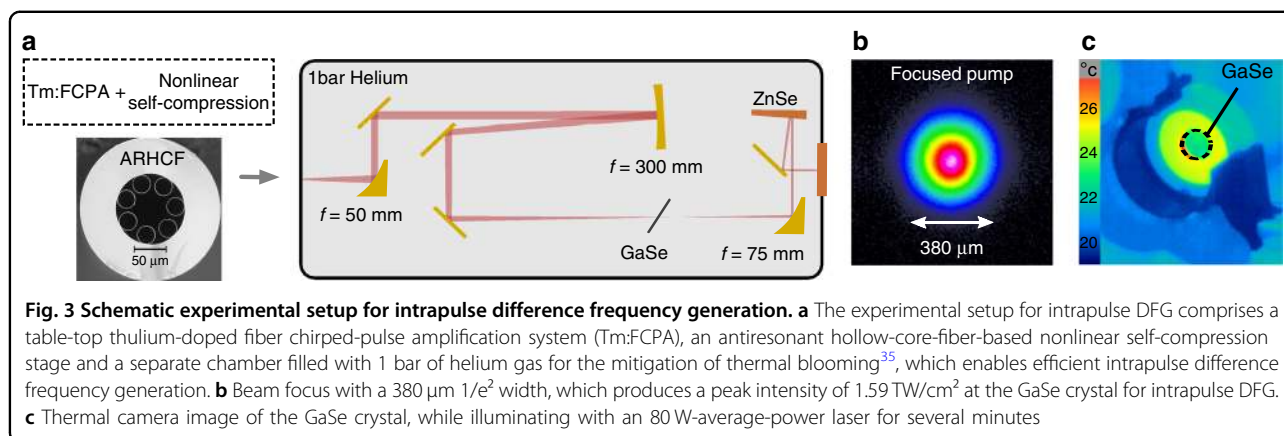 a
Tm:FCPA + Nonlinear self-compression
ARHCF
50 μm
1bar Helium
f = 50 mm
f = 300 mm
GaSe
ZnSe
f = 75 mm
b
Focused pump
380 μm
c
°c
26
24
22
20
GaSe
Fig. 3 Schematic experimental setup for intrapulse difference frequency generation. a The experimental setup for intrapulse DFG comprises a
table-top thulium-doped fiber chirped-pulse amplification system (Tm:FCPA), an antiresonant hollow-core-fiber-based nonlinear self-compression
stage and a separate chamber filled with 1 bar of helium gas for the mitigation of thermal blooming35, which enables efficient intrapulse difference
frequency generation. b Beam focus with a 380 μm 1/e² width, which produces a peak intensity of 1.59 TW/cm² at the GaSe crystal for intrapulse DFG.
c Thermal camera image of the GaSe crystal, while illuminating with an 80 W-average-power laser for several minutes